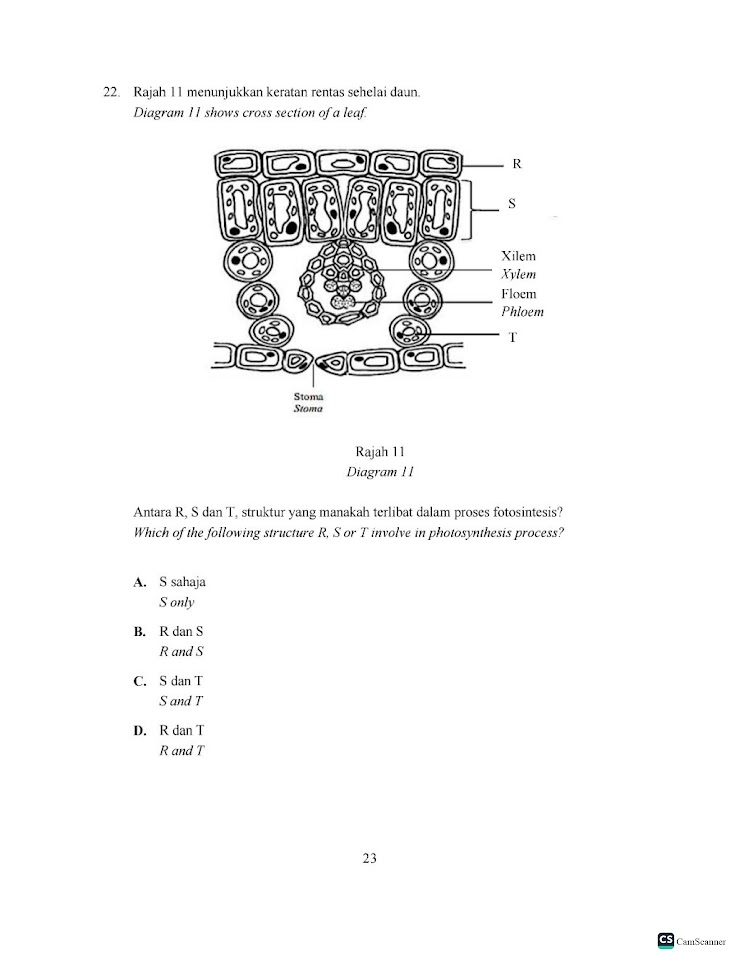 22. Rajah 11 menunjukkan keratan rentas sehelai daun.
Diagram 11 shows cross section of a leaf.
R
S
Xilem
Xylem
Floem
Phloem
T
Stoma
Stoma
Rajah 11
Diagram 11
Antara R, S dan T, struktur yang manakah terlibat dalam proses fotosintesis?
Which of the following structure R, S or T involve in photosynthesis process?
A. S sahaja
S only
B. R dan S
R and S
C. S dan T
S and T
D. R dan T
R and T
23
CS CamScanner